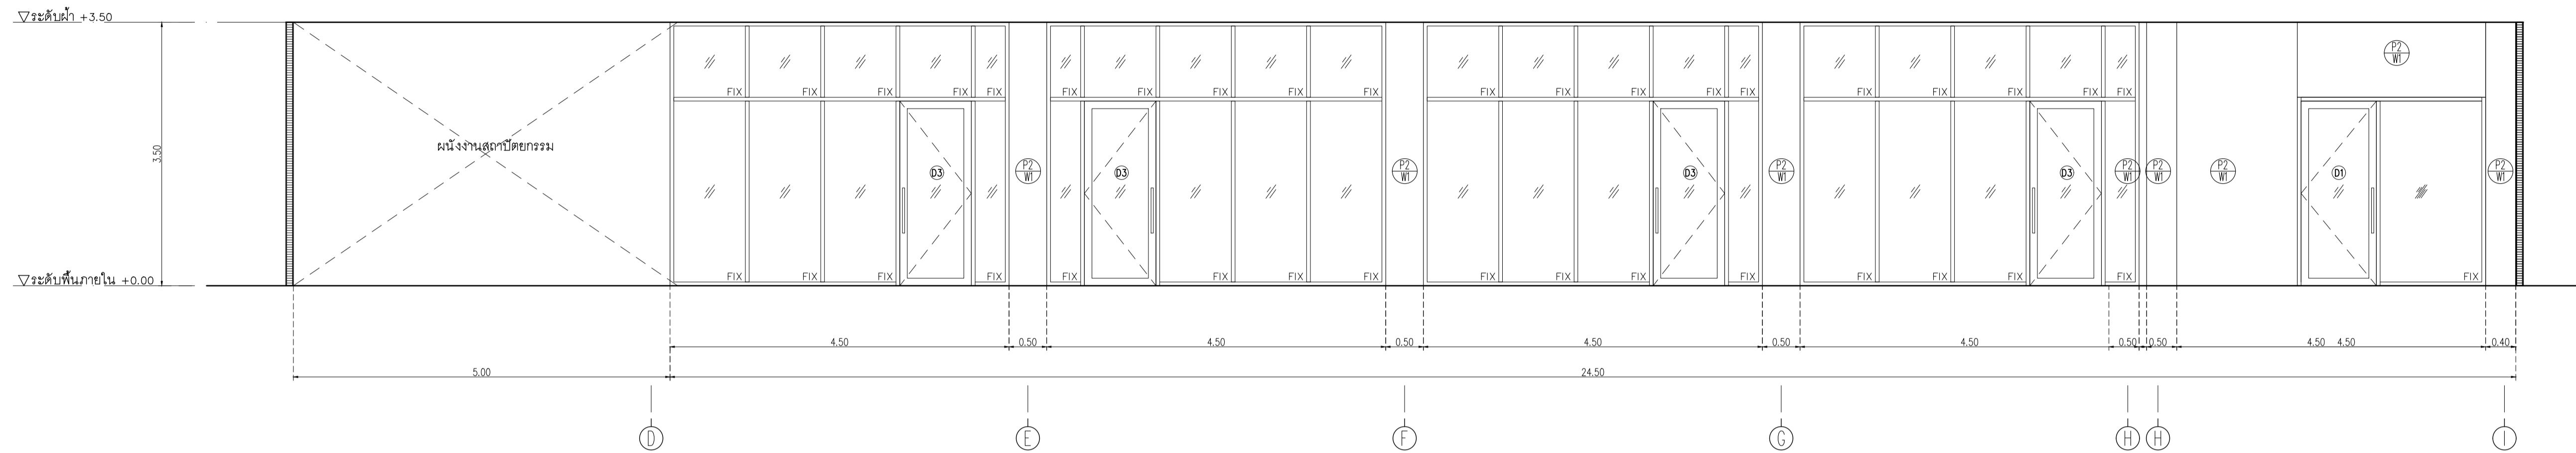 ระดับฝ้า +3.50
FIX FIX FIX FIX FIX
FIX FIX FIX FIX FIX
FIX FIX FIX FIX FIX
FIX FIX FIX FIX FIX
P2
W1
3.50
ผนังงานสถาปัตยกรรม
D3 D3 D3 D3 D1
P2 P2 P2 P2 P2 P2 P2
W1 W1 W1 W1 W1 W1 W1
ระดับพื้นภายใน +0.00
FIX FIX FIX FIX
FIX FIX FIX FIX
FIX FIX FIX FIX
FIX FIX FIX FIX
FIX
4.50 0.50 4.50 0.50 4.50 0.50 4.50 0.50 0.50 4.50 4.50 0.40
5.00 24.50
D E F G H H I